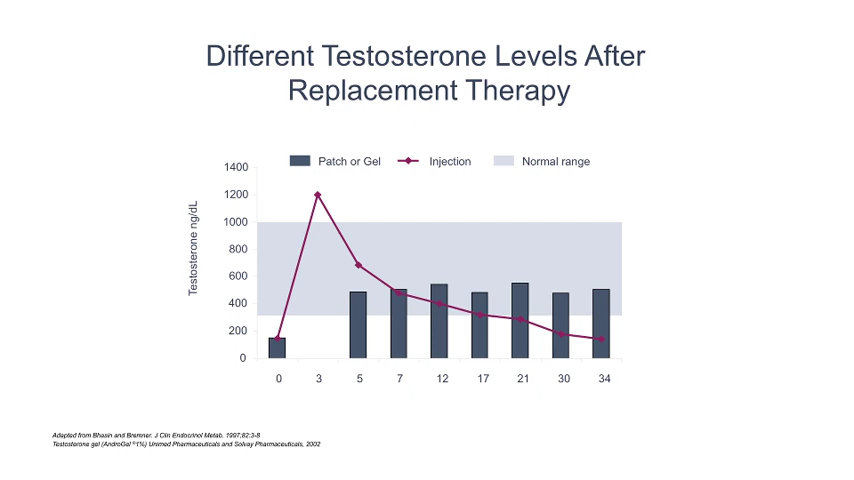 Different Testosterone Levels After
Replacement Therapy
Patch or Gel Injection Normal range
1400
1200
1000
800
600
400
200
0
Testosterone ng/dL
0 3 5 7 12 17 21 30 34
Adapted from Bhasin and Bremner. J Clin Endocrinol Metab. 1997;82:3-8
Testosterone gel (AndroGel ®1%) Unimed Pharmaceuticals and Solvay Pharmaceuticals, 2002